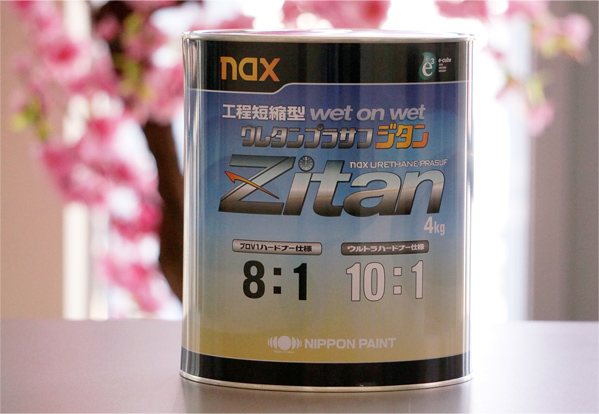 nax
e³ e-cube
工程短縮型 wet on wet
ウレタンプラサフ ジタン
nax URETHANE PRASUF
Zitan
4kg
プロV1ハードナー仕様 ウルトラハードナー仕様
8:1 10:1
NIPPON PAINT